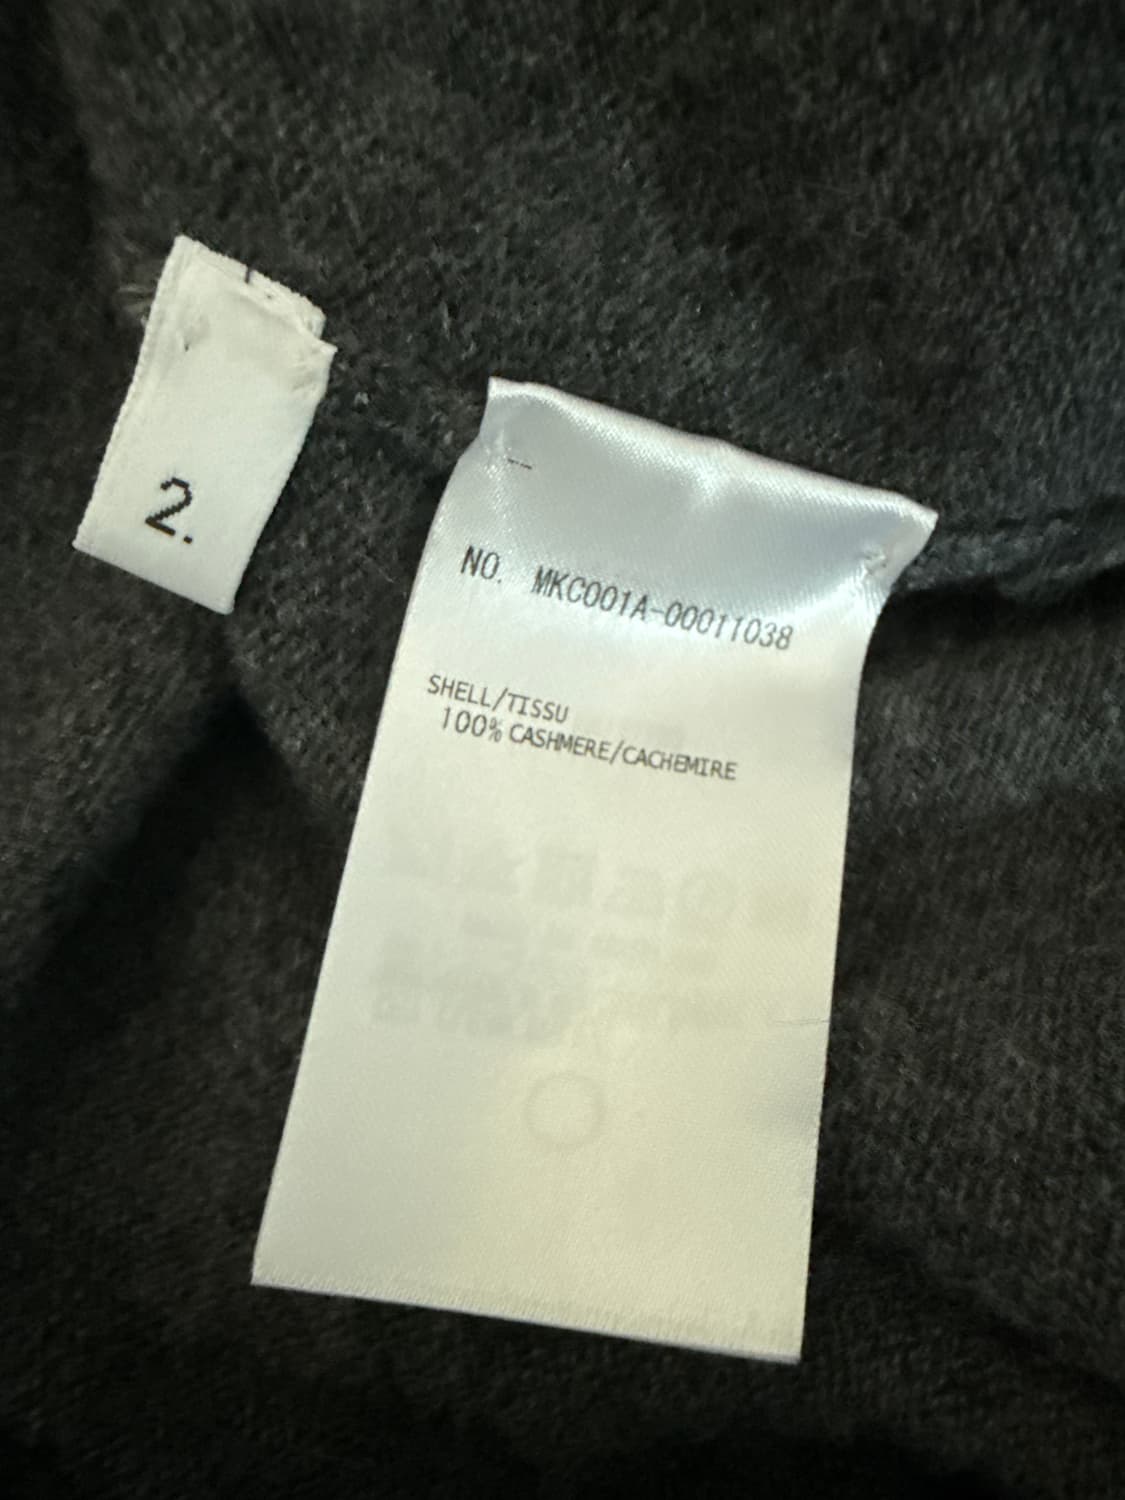 2.
NO. MKC001A-00011038
SHELL/TISSU
100% CASHMERE/CACHEMIRE